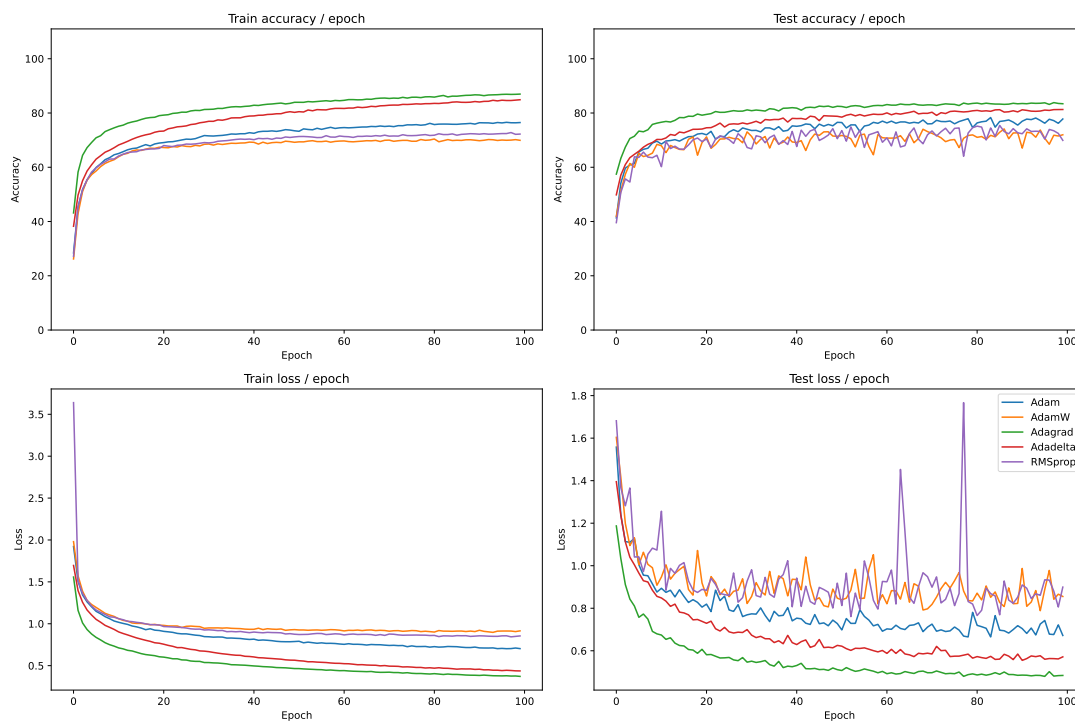 Train accuracy / epoch
100
80
60
40
20
0
Accuracy
0 20 40 60 80 100
Epoch
Test accuracy / epoch
100
80
60
40
20
0
Accuracy
0 20 40 60 80 100
Epoch
Train loss / epoch
3.5
3.0
2.5
2.0
1.5
1.0
0.5
Loss
0 20 40 60 80 100
Epoch
Test loss / epoch
1.8
1.6
1.4
1.2
1.0
0.8
0.6
Loss
0 20 40 60 80 100
Epoch
Adam
AdamW
Adagrad
Adadelta
RMSprop